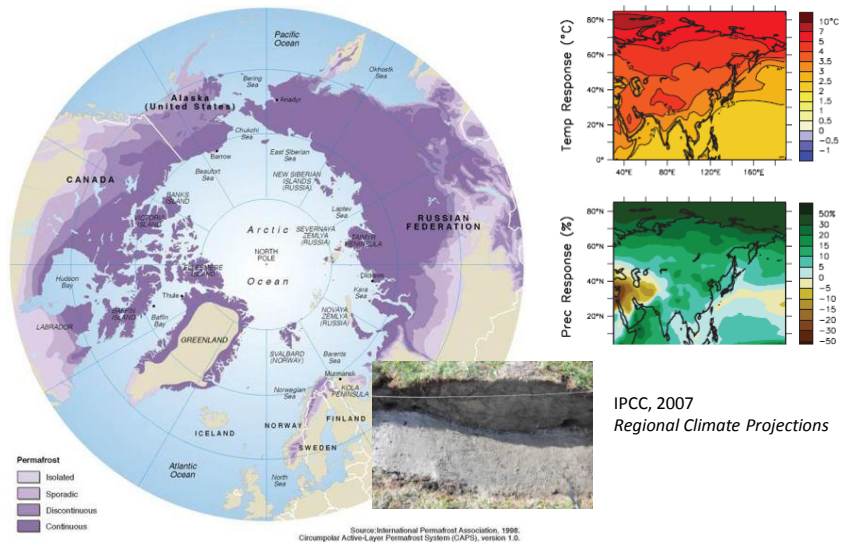 Pacific
Ocean
Okhostk
Sea
Bering
Sea
Alaska
(United States)
Anadyr
Chukchi
Sea
Barrow
East Siberian
Sea
Beaufort
Sea
CANADA
NEW SIBERIAN
ISLANDS
(RUSSIA)
BANKS
ISLAND
Laptev
Sea
VICTORIA
ISLAND
Arctic
SEVERNAYA
ZEMLYA
(RUSSIA)
RUSSIAN
FEDERATION
TAIMYR
PENINSULA
NORTH
POLE
ELLESMERE
ISLAND
Ocean
Dickson
Kara
Sea
Hudson
Bay
Thule
BAFFIN
ISLAND
Baffin
Bay
NOVAYA
ZEMLYA
(RUSSIA)
LABRADOR
GREENLAND
SVALBARD
(NORWAY)
Barents
Sea
Murmansk
KOLA
PENINSULA
Norwegian
Sea
NORWAY
FINLAND
ICELAND
SWEDEN
Atlantic
Ocean
North
Sea
Permafrost
Isolated
Sporadic
Discontinuous
Continuous
Source:International Permafrost Association, 1998.
Circumpolar Active-Layer Permafrost System (CAPS), version 1.0.
Temp Response (°C)
80°N
60°N
40°N
20°N
0°
40°E
80°E
120°E
160°E
10°C
7
5
4
3.5
3
2.5
2
1.5
1
0.5
0
−0.5
−1
Prec Response (%)
80°N
60°N
40°N
20°N
50%
30
20
15
10
5
0
−5
−10
−15
−20
−30
−50
IPCC, 2007
Regional Climate Projections